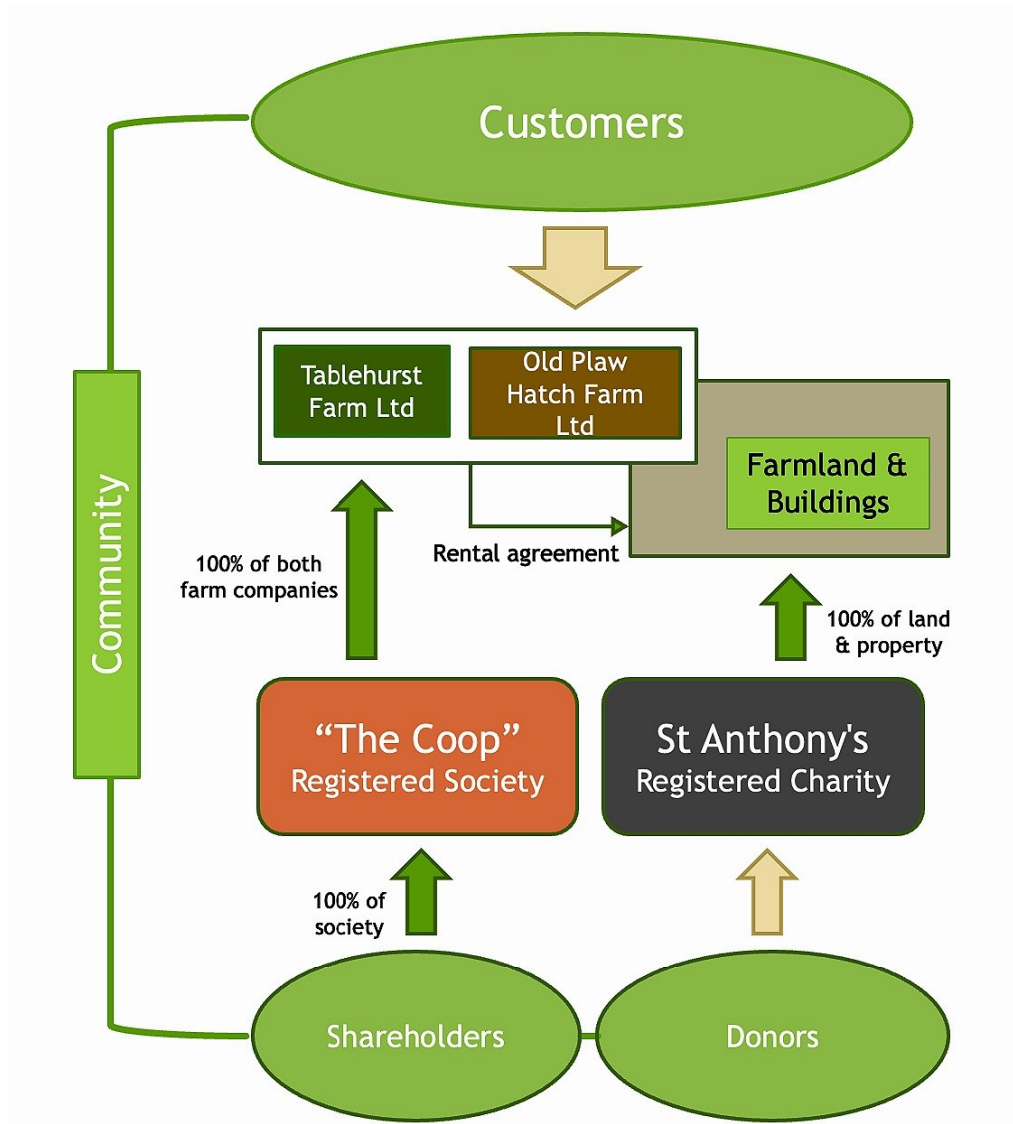 Customers
Tablehurst
Farm Ltd
Old Plaw
Hatch Farm
Ltd
Farmland &
Buildings
Rental agreement
Community
100% of both
farm companies
100% of land
& property
“The Coop”
Registered Society
St Anthony's
Registered Charity
100% of
society
Shareholders
Donors